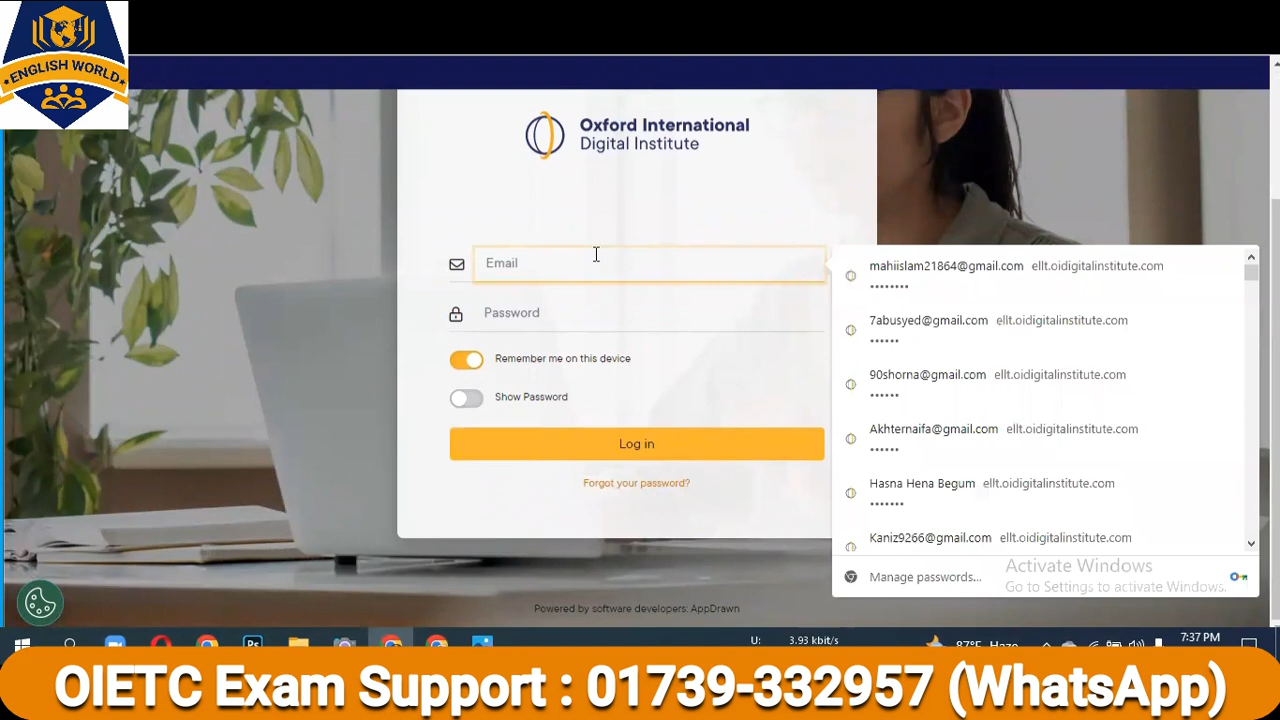 ENGLISH WORLD
Oxford International
Digital Institute
Email
Password
Remember me on this device
Show Password
Log in
Forgot your password?
mahiislam21864@gmail.com ellt.oidigitalinstitute.com
••••••••
7abusyed@gmail.com ellt.oidigitalinstitute.com
••••••
90shorna@gmail.com ellt.oidigitalinstitute.com
••••••
Akhternaifa@gmail.com ellt.oidigitalinstitute.com
••••••
Hasna Hena Begum ellt.oidigitalinstitute.com
•••••••
Kaniz9266@gmail.com ellt.oidigitalinstitute.com
Manage passwords...
Activate Windows
Go to Settings to activate Windows.
Powered by software developers: AppDrawn
Ps
U: 3.93 kbit/s
87°F Haze
7:37 PM
OIETC Exam Support : 01739-332957 (WhatsApp)